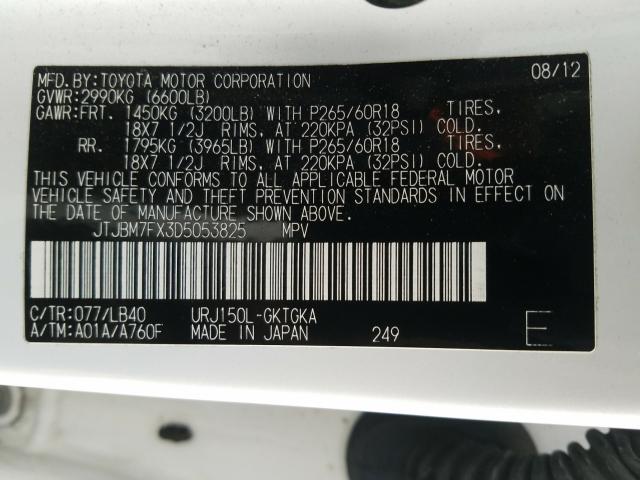 MFD.BY:TOYOTA MOTOR CORPORATION 08/12
GVWR:2990KG (6600LB)
GAWR:FRT. 1450KG (3200LB) WITH P265/60R18 TIRES,
18X7 1/2J RIMS, AT 220KPA (32PSI) COLD.
RR. 1795KG (3965LB) WITH P265/60R18 TIRES,
18X7 1/2J RIMS, AT 220KPA (32PSI) COLD.
THIS VEHICLE CONFORMS TO ALL APPLICABLE FEDERAL MOTOR
VEHICLE SAFETY AND THEFT PREVENTION STANDARDS IN EFFECT ON
THE DATE OF MANUFACTURE SHOWN ABOVE.
JTJBM7FX3D5053825 MPV
C/TR:077/LB40 URJ150L-GKTGKA
A/TM:A01A/A760F MADE IN JAPAN 249 E